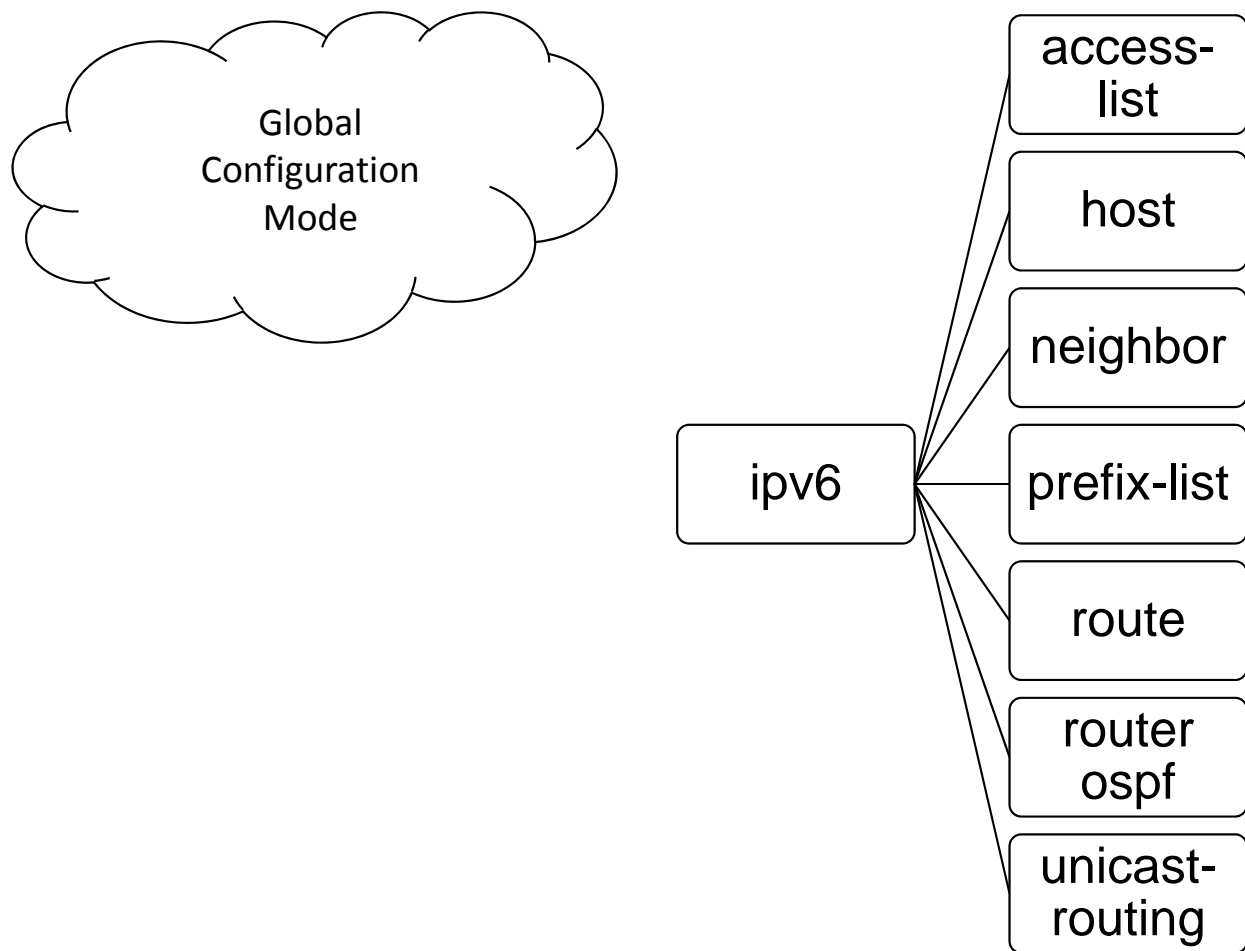 Global
Configuration
Mode
ipv6
access-
list
host
neighbor
prefix-list
route
router
ospf
unicast-
routing